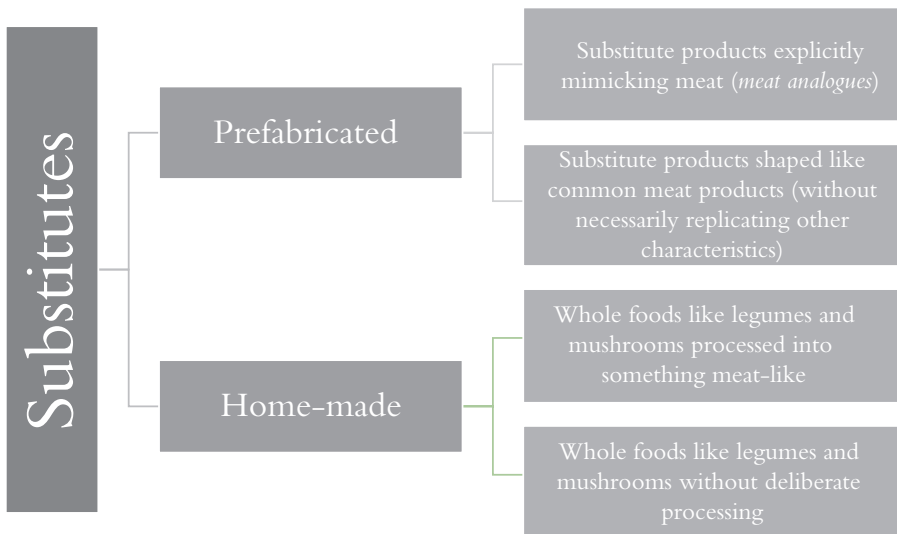 Substitutes
Prefabricated
Substitute products explicitly
mimicking meat (meat analogues)
Substitute products shaped like
common meat products (without
necessarily replicating other
characteristics)
Home-made
Whole foods like legumes and
mushrooms processed into
something meat-like
Whole foods like legumes and
mushrooms without deliberate
processing